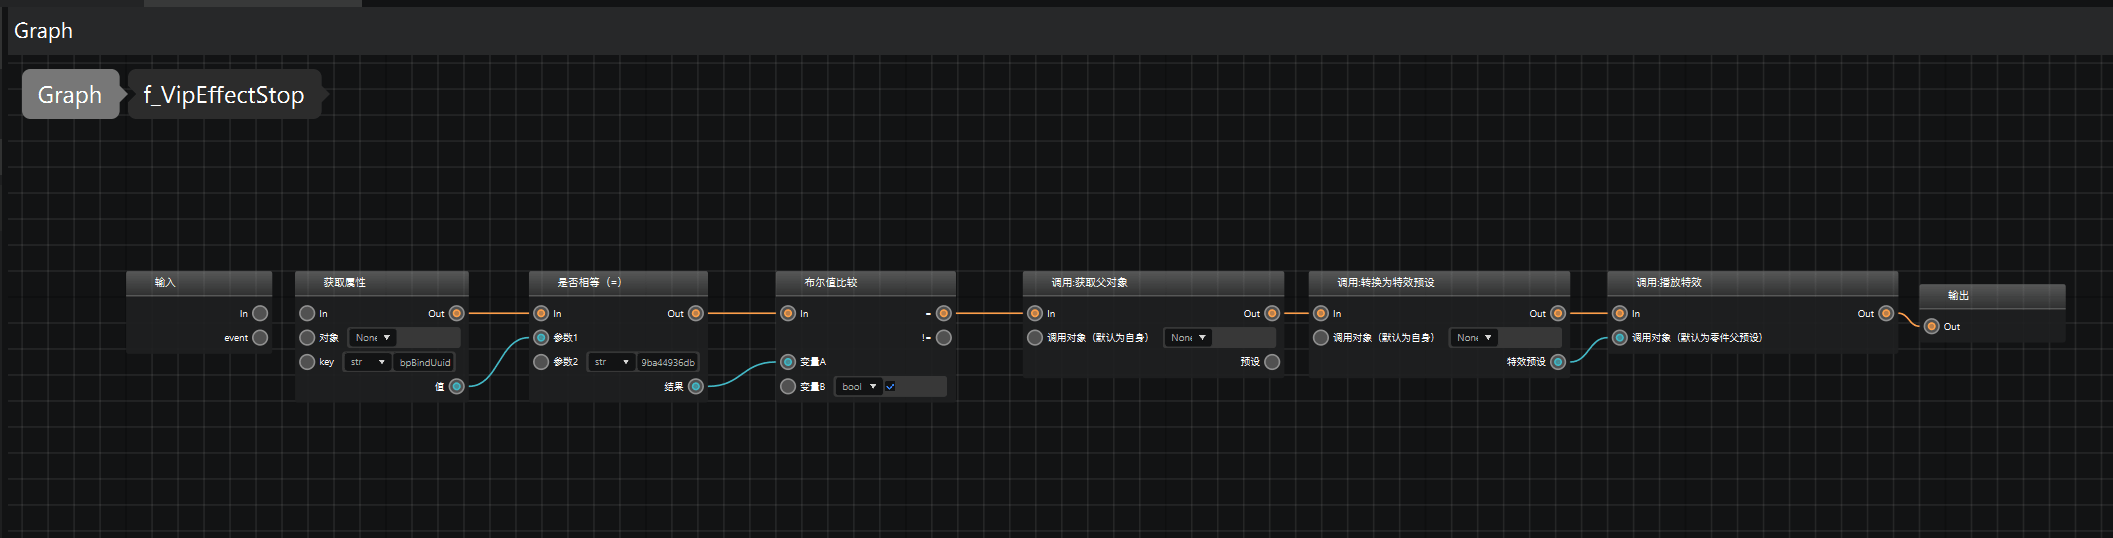 Graph
Graph f_VipEffectStop
输入
In
event
获取属性
In Out
对象 None
key str bpBindUuid
值
是否相等（=）
In Out
参数1
参数2 str 9ba44936db
结果
布尔值比较
In =
!=
变量A
变量B bool
调用:获取父对象
In Out
调用对象（默认为自身） None
预设
调用:转换为特效预设
In Out
调用对象（默认为自身） None
特效预设
调用:播放特效
In Out
调用对象（默认为零件父预设）
输出
Out